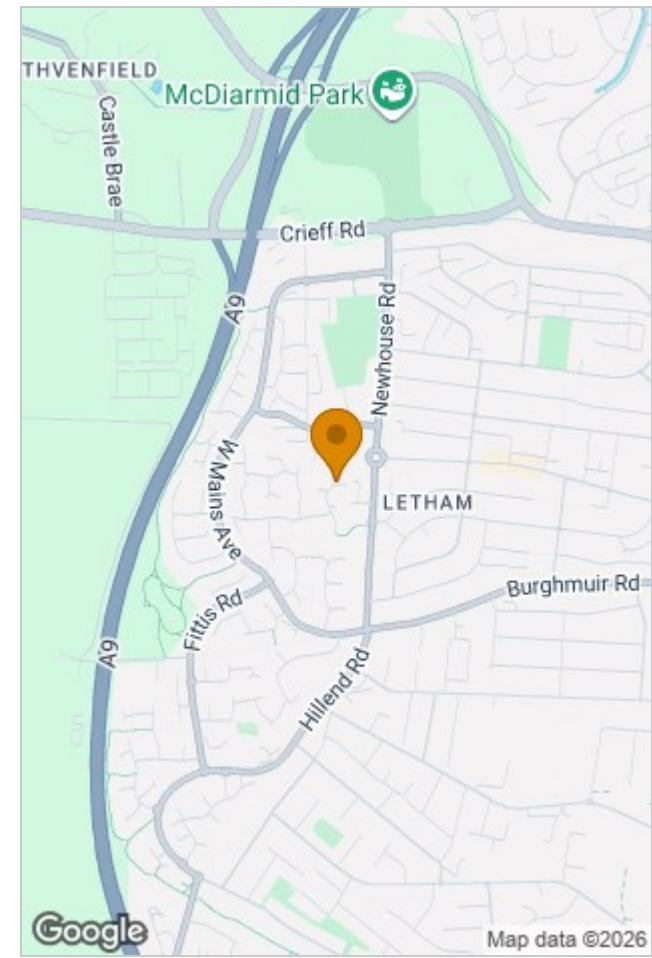 THVENFIELD
McDiarmid Park
Castle Brae
Crieff Rd
A9
Newhouse Rd
W Mains Ave
LETHAM
Burghmuir Rd
Fittis Rd
A9
Hillend Rd
Google
Map data ©2026